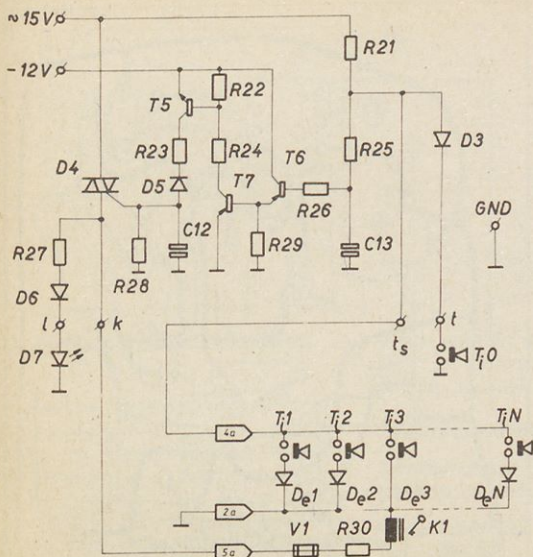 ≈15V
-12V
R21
R22
T5
R23
R24
T6
R25
D3
D4
D5
T7
R26
GND
C12
R29
C13
R27
R28
D6
l
k
t
ts
D7
Ti0
Ti1
Ti2
Ti3
TiN
4a
De1
De2
De3
DeN
2a
V1
R30
K1
5a